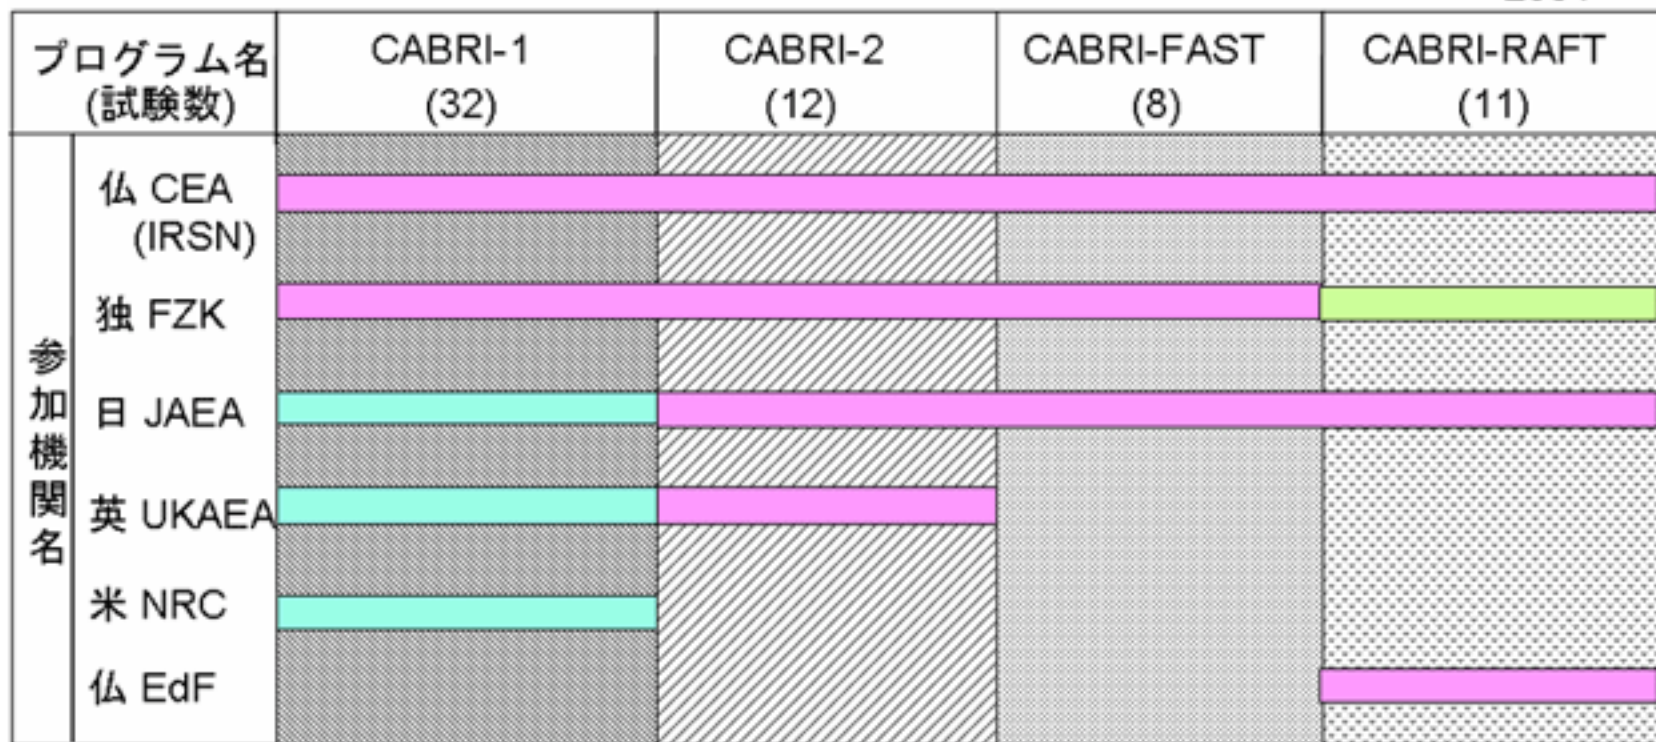 プログラム名
(試験数)
CABRI-1
(32)
CABRI-2
(12)
CABRI-FAST
(8)
CABRI-RAFT
(11)
参加機関名
仏 CEA
(IRSN)
独 FZK
日 JAEA
英 UKAEA
米 NRC
仏 EdF